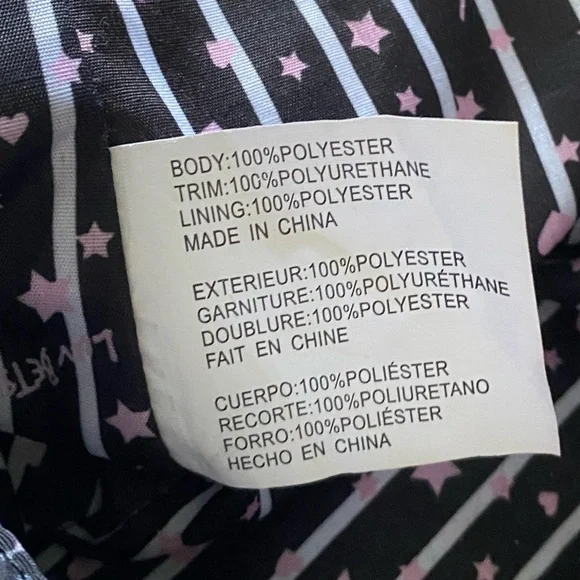 BODY:100%POLYESTER
TRIM:100%POLYURETHANE
LINING:100%POLYESTER
MADE IN CHINA
EXTERIEUR:100%POLYESTER
GARNITURE:100%POLYURÉTHANE
DOUBLURE:100%POLYESTER
FAIT EN CHINE
CUERPO:100%POLIÉSTER
RECORTE:100%POLIURETANO
FORRO:100%POLIÉSTER
HECHO EN CHINA